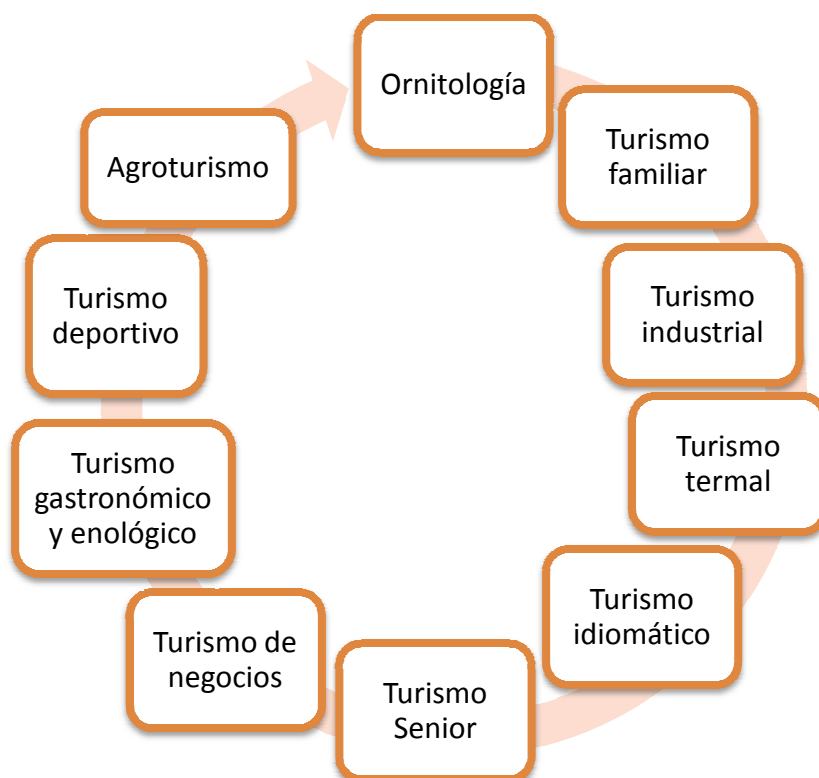 Ornitología
Turismo
familiar
Turismo
industrial
Turismo
termal
Turismo
idiomático
Turismo
Senior
Turismo de
negocios
Turismo
gastronómico
y enológico
Turismo
deportivo
Agroturismo